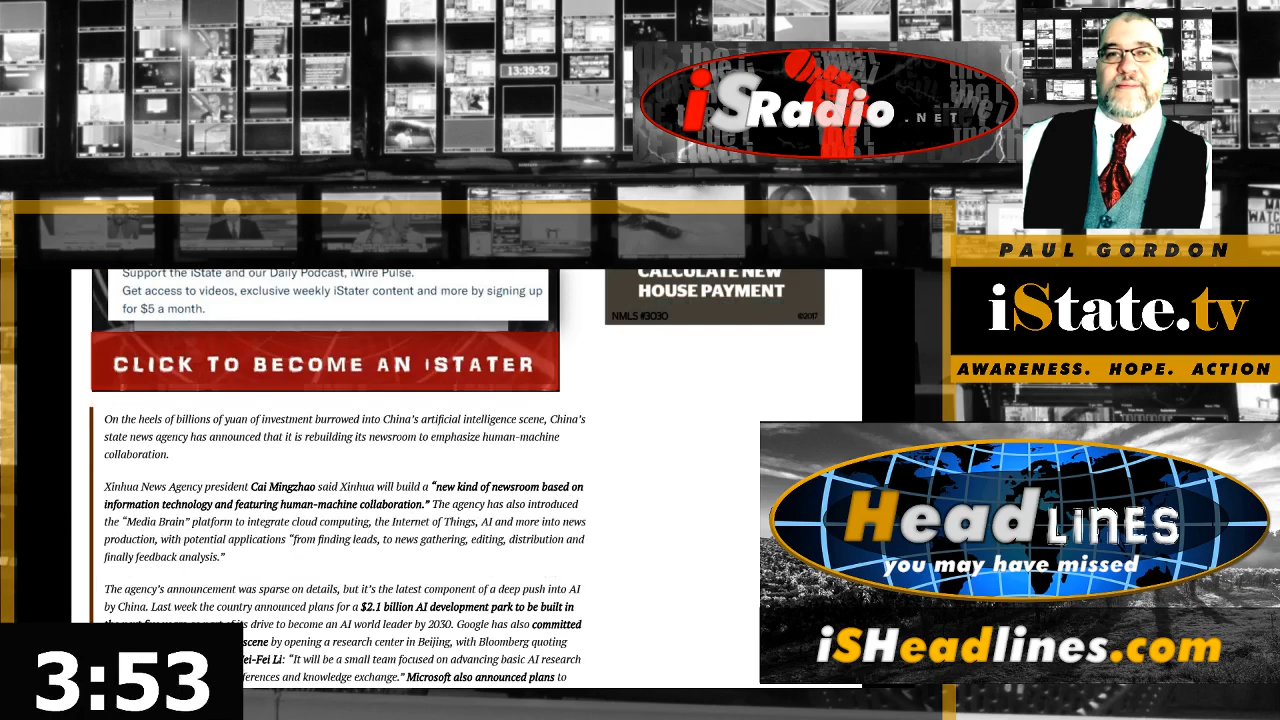 13:39:32
iSRadio .NET
PAUL GORDON
iState.tv
AWARENESS. HOPE. ACTION
Support the iState and our Daily Podcast, iWire Pulse.
Get access to videos, exclusive weekly iStater content and more by signing up
for $5 a month.
CLICK TO BECOME AN iSTATER
CALCULATE NEW
HOUSE PAYMENT
NMLS #3030 ©2017
On the heels of billions of yuan of investment burrowed into China's artificial intelligence scene, China's
state news agency has announced that it is rebuilding its newsroom to emphasize human-machine
collaboration.
Xinhua News Agency president Cai Mingzhao said Xinhua will build a “new kind of newsroom based on
information technology and featuring human-machine collaboration.” The agency has also introduced
the “Media Brain” platform to integrate cloud computing, the Internet of Things, AI and more into news
production, with potential applications “from finding leads, to news gathering, editing, distribution and
finally feedback analysis.”
The agency's announcement was sparse on details, but it's the latest component of a deep push into AI
by China. Last week the country announced plans for a $2.1 billion AI development park to be built in
its drive to become an AI world leader by 2030. Google has also committed
scene by opening a research center in Beijing, with Bloomberg quoting
Fei-Fei Li: “It will be a small team focused on advancing basic AI research
and knowledge exchange.” Microsoft also announced plans to
HeadLINES
you may have missed
iSHeadlines.com
3:53